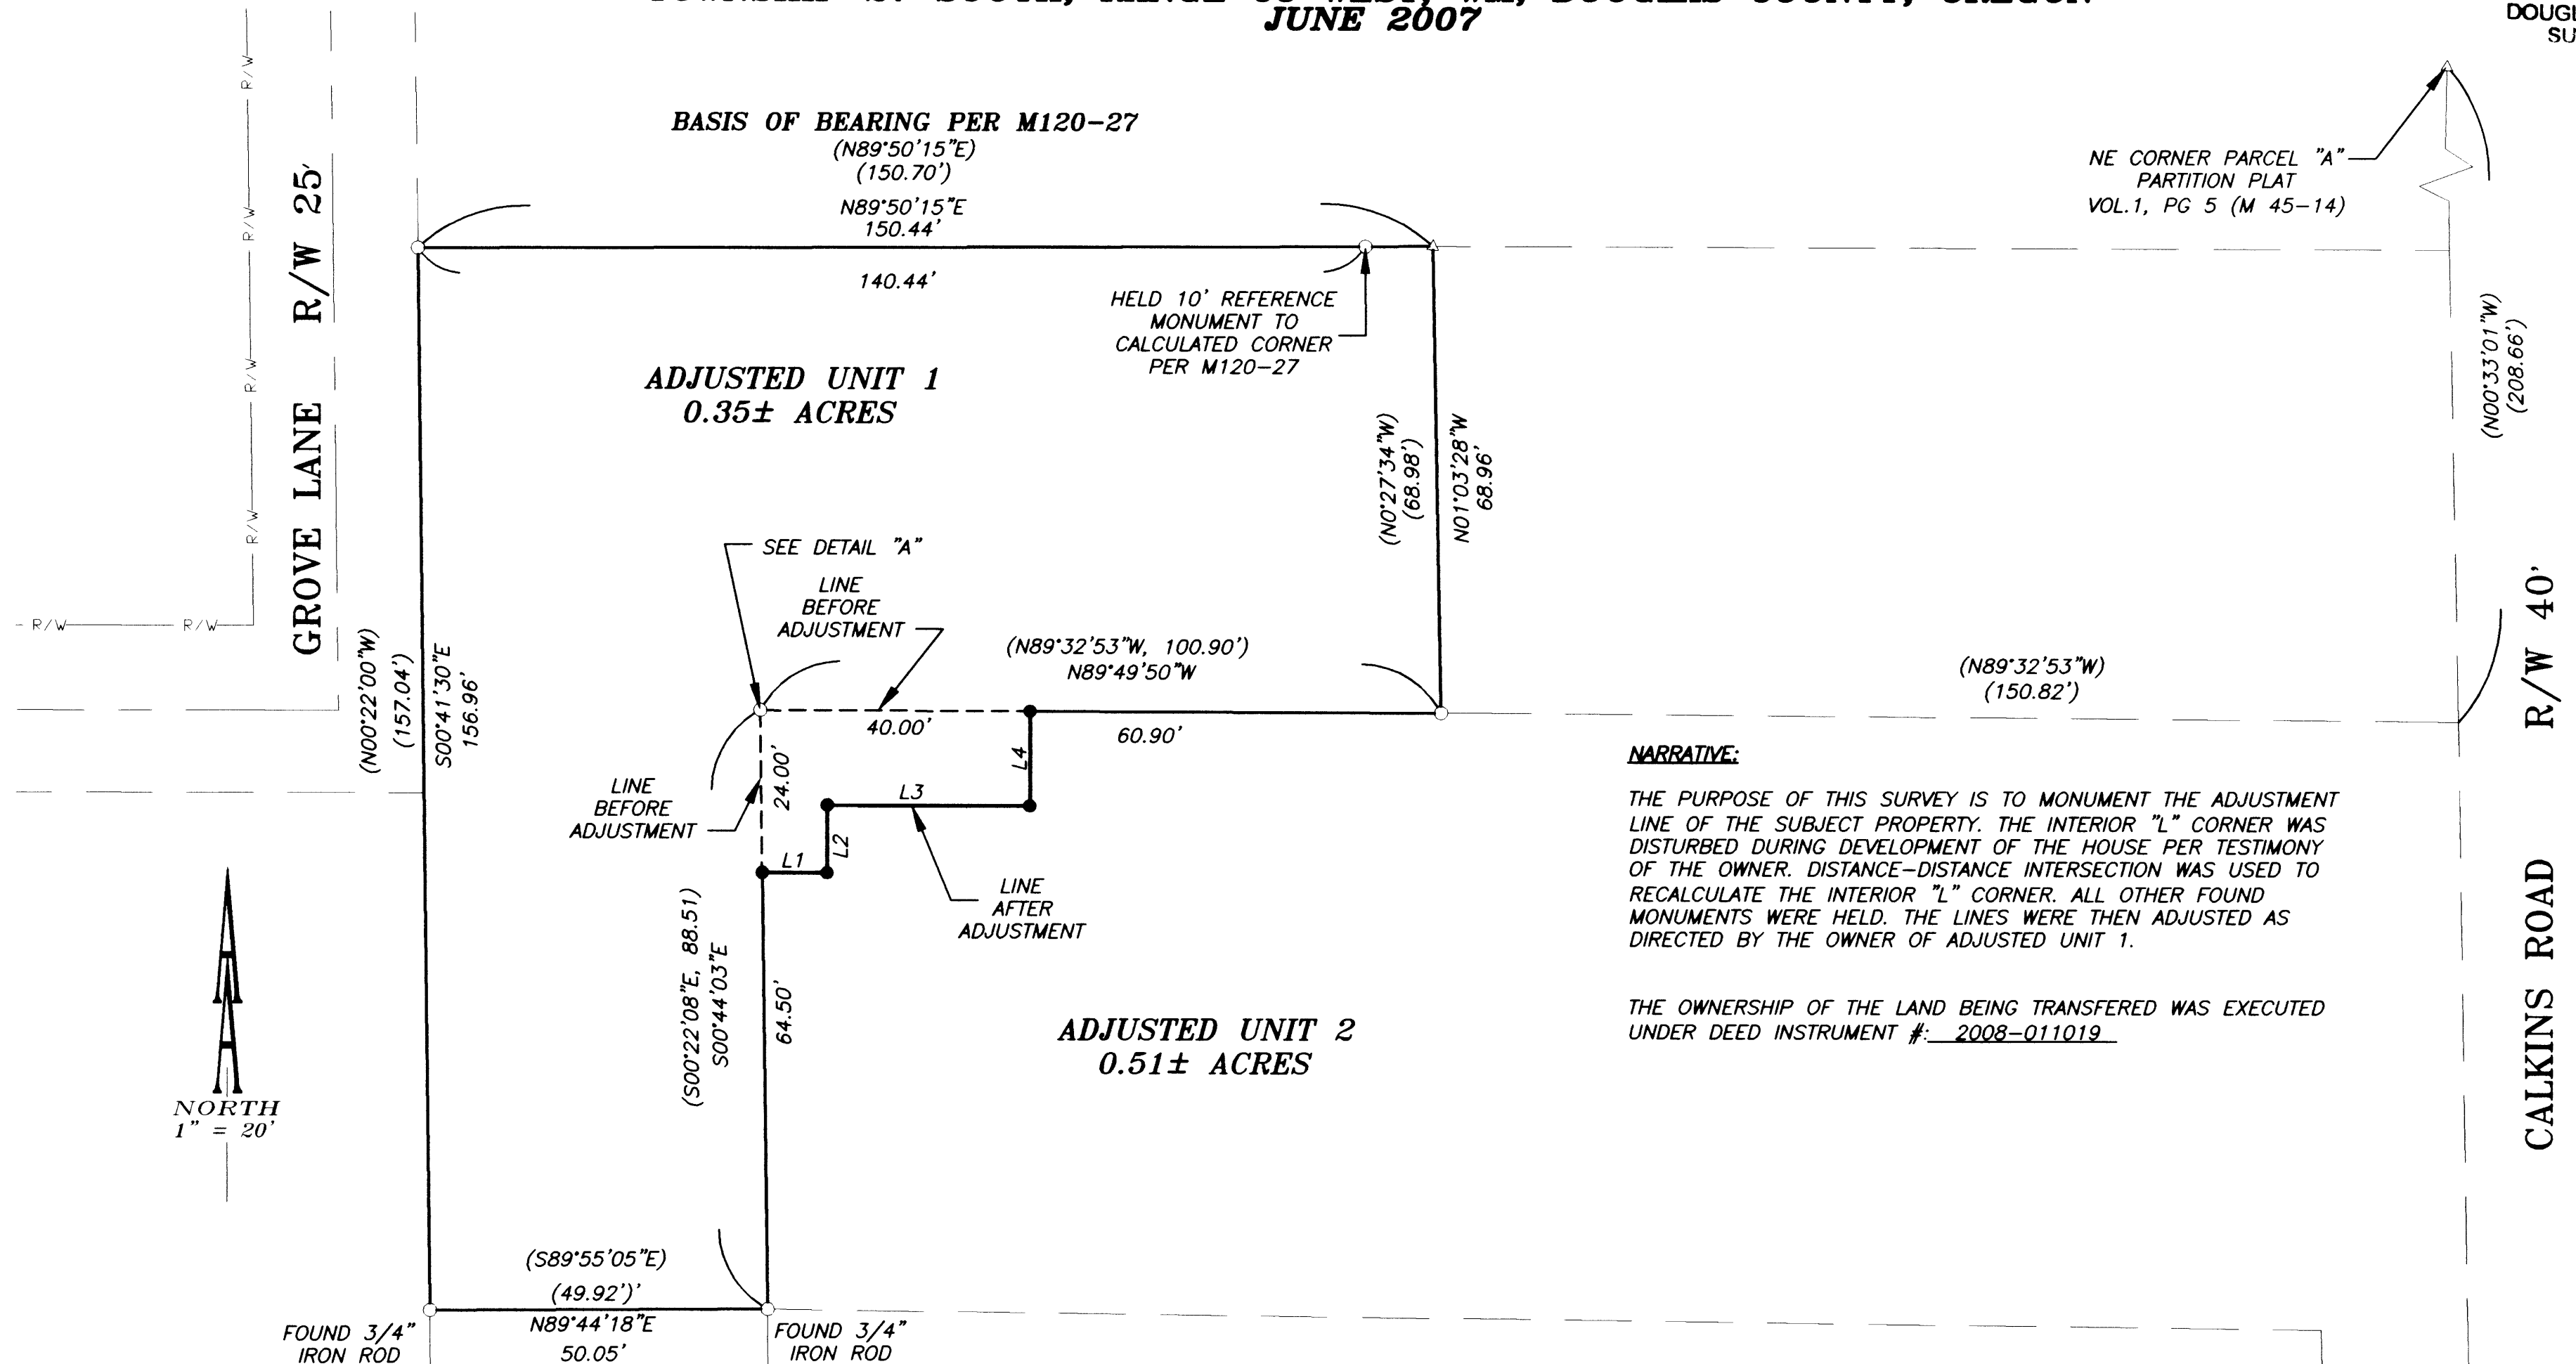 JUNE 2007
BASIS OF BEARING PER M120-27
(N89°50'15"E)
(150.70')
N89°50'15"E
150.44'
140.44'
HELD 10' REFERENCE
MONUMENT TO
CALCULATED CORNER
PER M120-27
NE CORNER PARCEL "A"
PARTITION PLAT
VOL.1, PG 5 (M 45-14)
(N00°33'01"W)
(208.66')
R/W
R/W
R/W
R/W
R/W
R/W
GROVE LANE R/W 25'
ADJUSTED UNIT 1
0.35± ACRES
(N0°27'34"W)
(68.98')
N01°03'28"W
68.96'
SEE DETAIL "A"
LINE
BEFORE
ADJUSTMENT
(N89°32'53"W, 100.90')
N89°49'50"W
40.00'
60.90'
(N89°32'53"W)
(150.82')
(N00°22'00"W)
(157.04')
S00°41'30"E
156.96'
24.00'
LINE
BEFORE
ADJUSTMENT
L1
L2
L3
L4
LINE
AFTER
ADJUSTMENT
(S00°22'08"E, 88.51)
S00°44'03"E
64.50'
ADJUSTED UNIT 2
0.51± ACRES
NARRATIVE:
THE PURPOSE OF THIS SURVEY IS TO MONUMENT THE ADJUSTMENT
LINE OF THE SUBJECT PROPERTY. THE INTERIOR "L" CORNER WAS
DISTURBED DURING DEVELOPMENT OF THE HOUSE PER TESTIMONY
OF THE OWNER. DISTANCE-DISTANCE INTERSECTION WAS USED TO
RECALCULATE THE INTERIOR "L" CORNER. ALL OTHER FOUND
MONUMENTS WERE HELD. THE LINES WERE THEN ADJUSTED AS
DIRECTED BY THE OWNER OF ADJUSTED UNIT 1.
THE OWNERSHIP OF THE LAND BEING TRANSFERED WAS EXECUTED
UNDER DEED INSTRUMENT #: 2008-011019
CALKINS ROAD R/W 40'
NORTH
1" = 20'
(S89°55'05"E)
(49.92')'
N89°44'18"E
50.05'
FOUND 3/4"
IRON ROD
FOUND 3/4"
IRON ROD